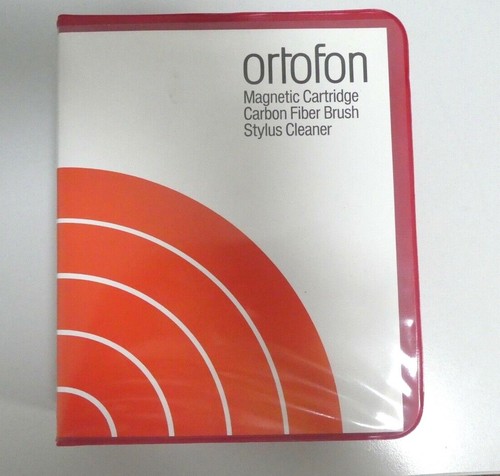 ortofon
Magnetic Cartridge
Carbon Fiber Brush
Stylus Cleaner